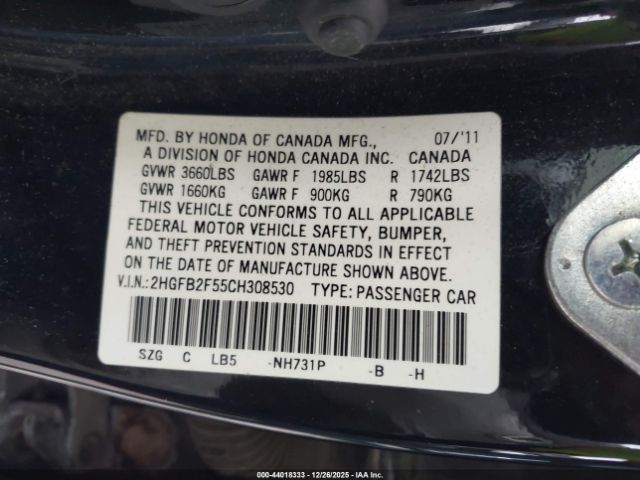 MFD. BY HONDA OF CANADA MFG., 07/'11
A DIVISION OF HONDA CANADA INC. CANADA
GVWR 3660LBS GAWR F 1985LBS R 1742LBS
GVWR 1660KG GAWR F 900KG R 790KG
THIS VEHICLE CONFORMS TO ALL APPLICABLE
FEDERAL MOTOR VEHICLE SAFETY, BUMPER,
AND THEFT PREVENTION STANDARDS IN EFFECT
ON THE DATE OF MANUFACTURE SHOWN ABOVE.
V.I.N.:2HGFB2F55CH308530 TYPE:PASSENGER CAR
SZG C LB5 -NH731P -B -H
000-44018333 - 12/26/2025 - IAA Inc.